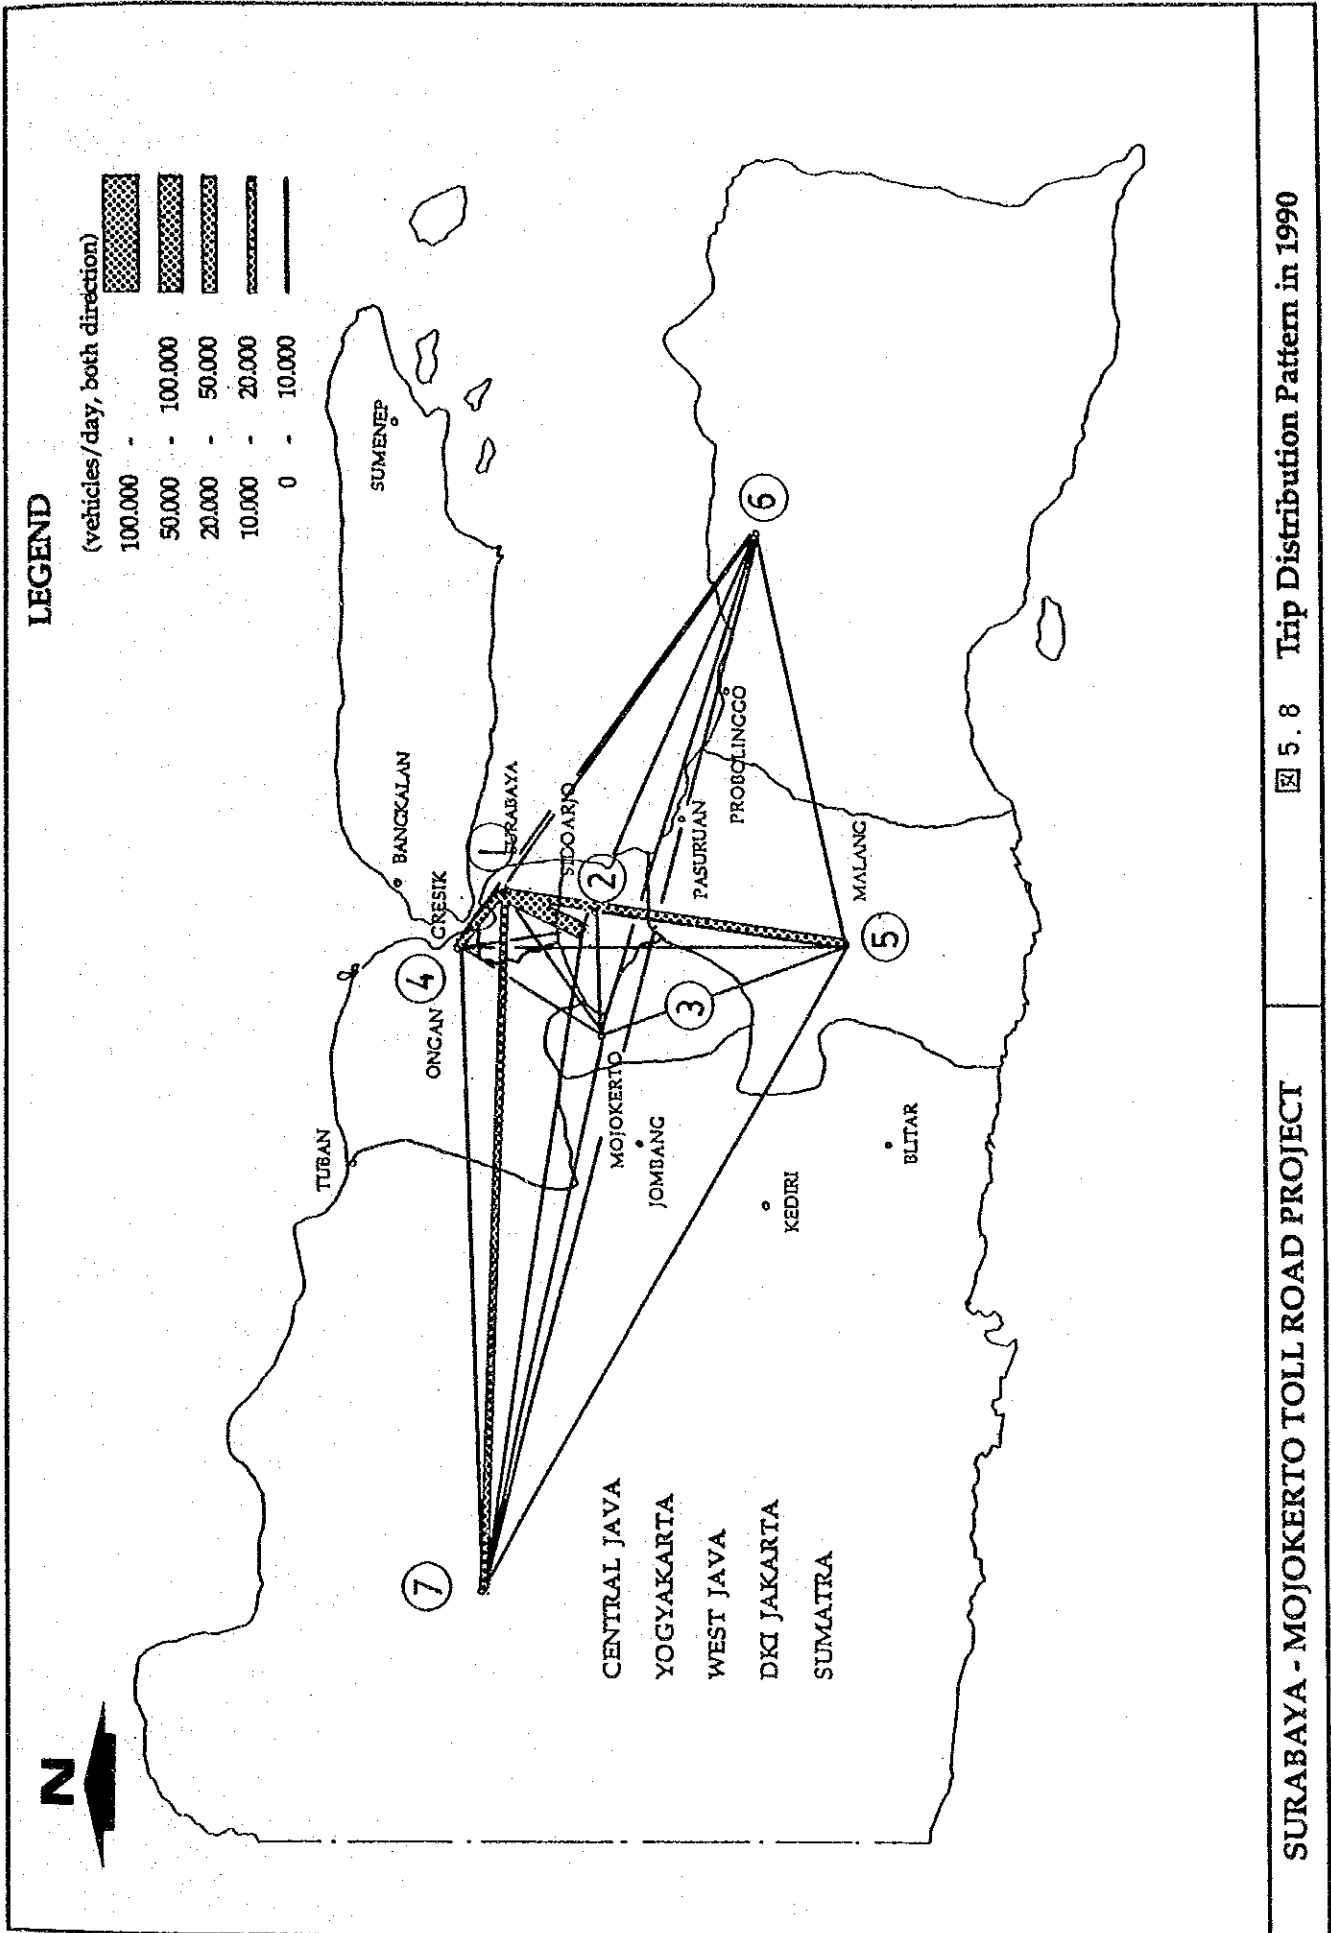 N
LEGEND
(vehicles/day, both direction)
100.000 -
50.000 - 100.000
20.000 - 50.000
10.000 - 20.000
0 - 10.000
SUMENEP
BANGKALAN
TUBAN
ONGAN
GRESIK
SURABAYA
SIDOARJO
MOJOKERTO
JOMBANG
KEDIRI
BLITAR
PASURUAN
PROBOLINGGO
MALANG
1
2
3
4
5
6
7
CENTRAL JAVA
YOGYAKARTA
WEST JAVA
DKI JAKARTA
SUMATRA
SURABAYA - MOJOKERTO TOLL ROAD PROJECT
図 5.8 Trip Distribution Pattern in 1990